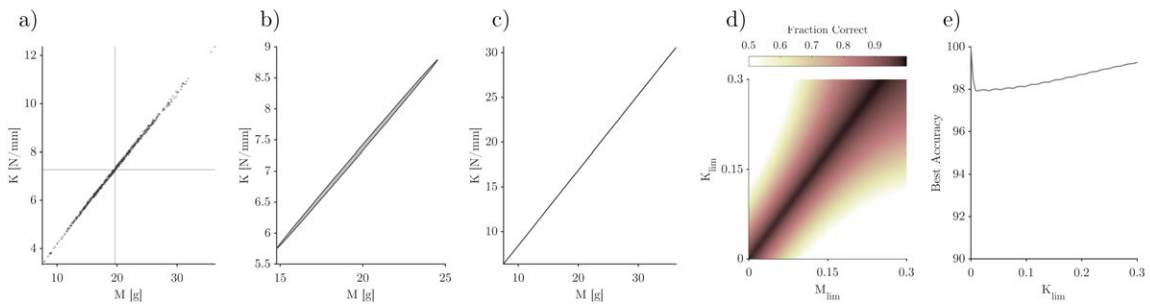 a)
b)
c)
d)
e)
K [N/mm]
12
10
8
6
4
10
20
30
M [g]
K [N/mm]
9
8.5
8
7.5
7
6.5
6
5.5
15
20
25
M [g]
K [N/mm]
30
25
20
15
10
10
20
30
M [g]
Fraction Correct
0.5 0.6 0.7 0.8 0.9
K_lim
0.3
0.15
0
0
0.15
0.3
M_lim
Best Accuracy
100
98
96
94
92
90
0
0.1
0.2
0.3
K_lim